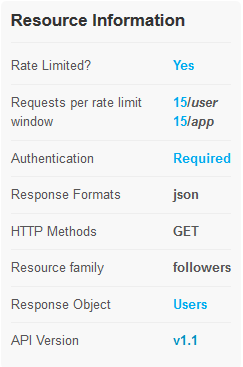 Resource Information
Rate Limited? Yes
Requests per rate limit 15/user
window 15/app
Authentication Required
Response Formats json
HTTP Methods GET
Resource family followers
Response Object Users
API Version v1.1